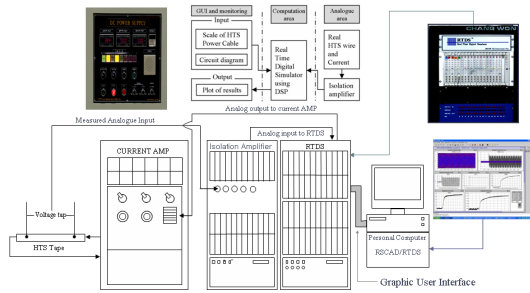 DC POWER SUPPLY
GUI and monitoring
Computation
area
Analogue
area
Input
Scale of HTS
Power Cable
Circuit diagram
Output
Plot of results
Real
Time
Digital
Simulator
using
DSP
Real
HTS wire
and
Current
Isolation
amplifier
CHANGWON
RTDS
Analog output to current AMP
Measured Analogue Input
Analog input to RTDS
CURRENT AMP
Isolation Amplifier
RTDS
Voltage tap
HTS Tape
Personal Computer
RSCAD/RTDS
Graphic User Interface